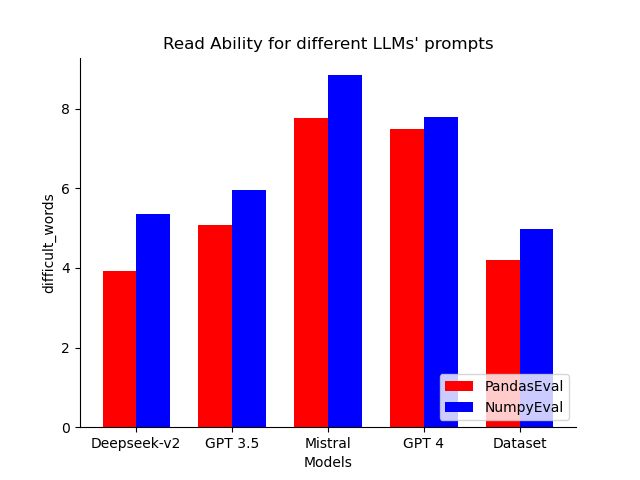 Read Ability for different LLMs' prompts
difficult_words
8
6
4
2
0
Deepseek-v2 GPT 3.5 Mistral GPT 4 Dataset
Models
PandasEval
NumpyEval